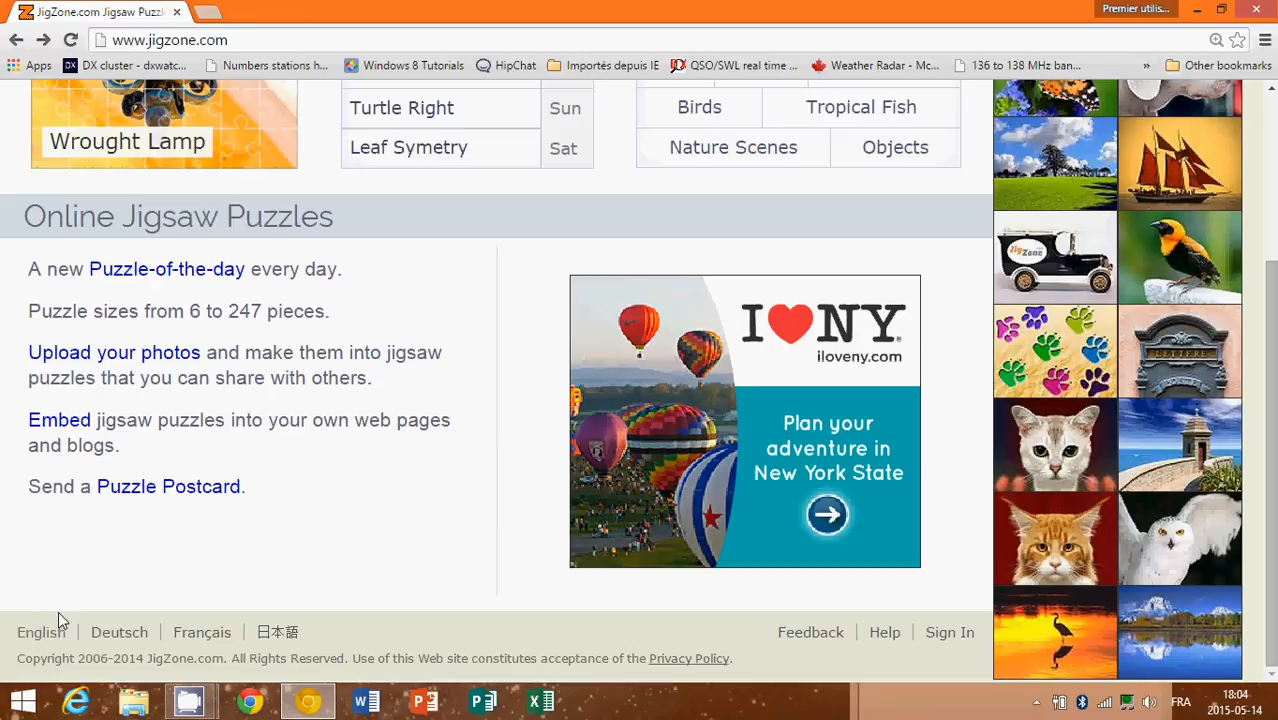 JigZone.com Jigsaw Puzzl
Premier utilis...
www.jigzone.com
Apps
DX cluster - dxwatc...
Numbers stations h...
Windows 8 Tutorials
HipChat
Importés depuis IE
QSO/SWL real time ...
Weather Radar - Mc...
136 to 138 MHz ban...
»
Other bookmarks
Wrought Lamp
Turtle Right Sun
Leaf Symetry Sat
Birds Tropical Fish
Nature Scenes Objects
Online Jigsaw Puzzles
A new Puzzle-of-the-day every day.
Puzzle sizes from 6 to 247 pieces.
Upload your photos and make them into jigsaw
puzzles that you can share with others.
Embed jigsaw puzzles into your own web pages
and blogs.
Send a Puzzle Postcard.
I NY.
iloveny.com
Plan your
adventure in
New York State
JigZone
LETTERE
English Deutsch Français 日本語
Feedback Help Sign In
Copyright 2006-2014 JigZone.com. All Rights Reserved. Use of this Web site constitutes acceptance of the Privacy Policy.
FRA
18:04
2015-05-14